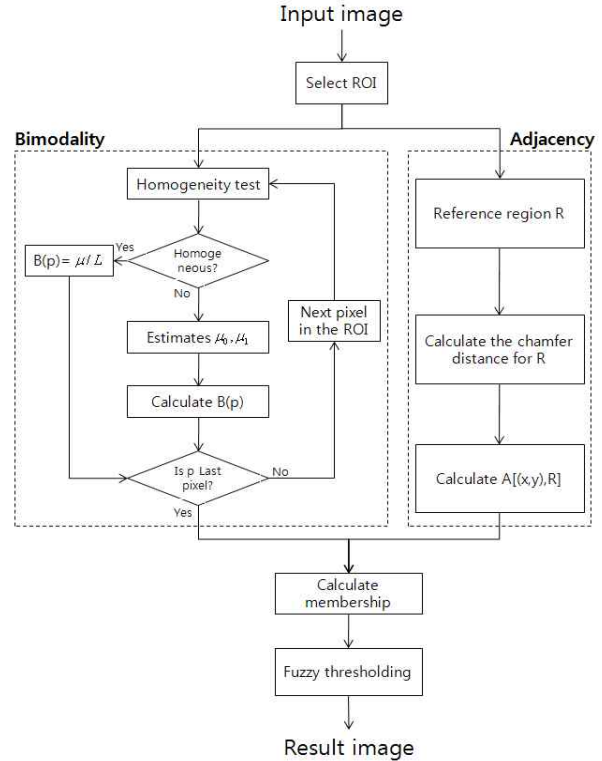 Input image
Select ROI
Bimodality
Adjacency
Homogeneity test
Reference region R
Homoge
neous?
Yes
B(p)= μ/L
No
Next pixel
in the ROI
Estimates μ₀,μ₁
Calculate the chamfer
distance for R
Calculate B(p)
Is p Last
pixel?
No
Yes
Calculate A[(x,y),R]
Calculate
membership
Fuzzy thresholding
Result image